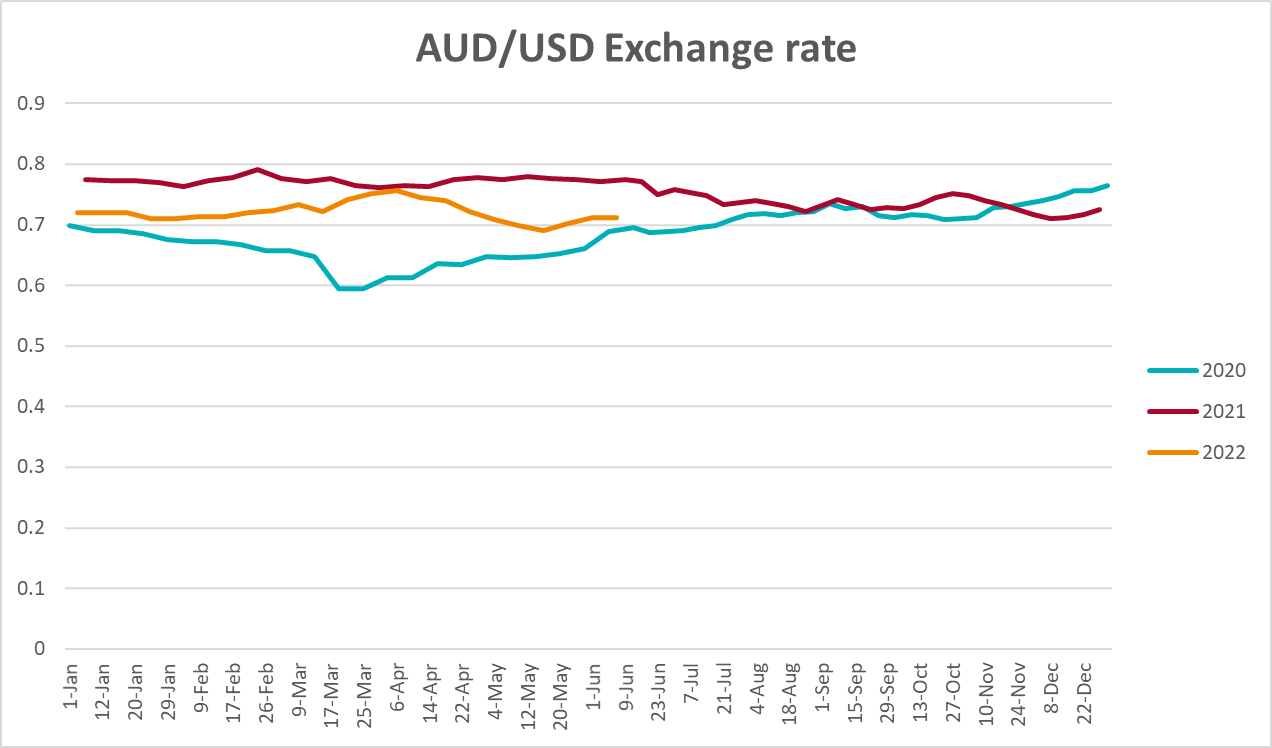 AUD/USD Exchange rate
0.9
0.8
0.7
0.6
0.5
0.4
0.3
0.2
0.1
0
1-Jan
12-Jan
20-Jan
29-Jan
9-Feb
17-Feb
26-Feb
9-Mar
17-Mar
25-Mar
6-Apr
14-Apr
22-Apr
4-May
12-May
20-May
1-Jun
9-Jun
23-Jun
7-Jul
21-Jul
4-Aug
18-Aug
1-Sep
15-Sep
29-Sep
13-Oct
27-Oct
10-Nov
24-Nov
8-Dec
22-Dec
2020
2021
2022